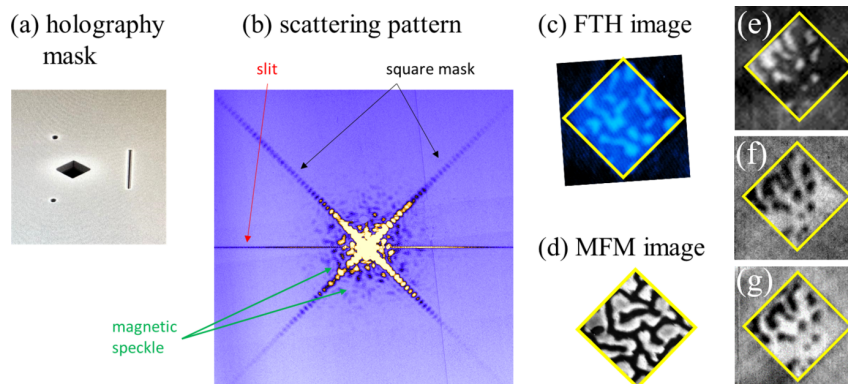 (a) holography
mask
(b) scattering pattern
slit
square mask
magnetic
speckle
(c) FTH image
(d) MFM image
(e)
(f)
(g)